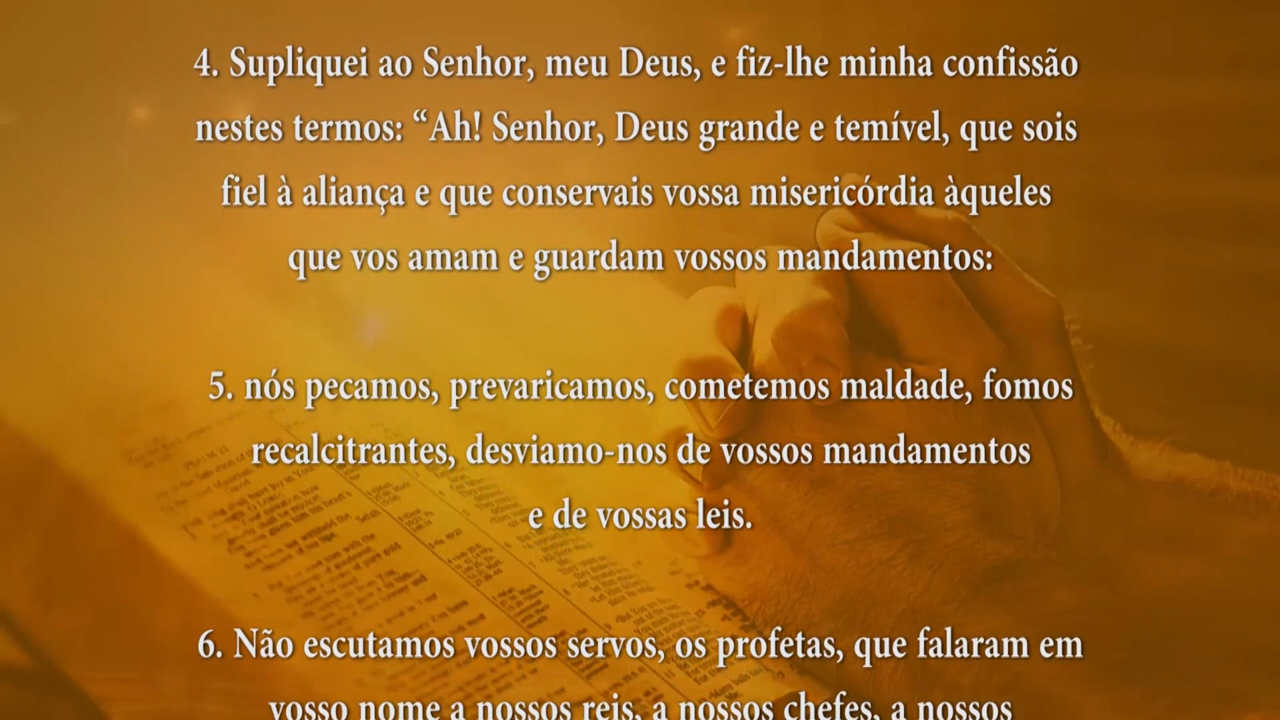 4. Supliquei ao Senhor, meu Deus, e fiz-lhe minha confissão
nestes termos: “Ah! Senhor, Deus grande e temível, que sois
fiel à aliança e que conservais vossa misericórdia àqueles
que vos amam e guardam vossos mandamentos:
5. nós pecamos, prevaricamos, cometemos maldade, fomos
recalcitrantes, desviamo-nos de vossos mandamentos
e de vossas leis.
6. Não escutamos vossos servos, os profetas, que falaram em
vosso nome a nossos reis, a nossos chefes, a nossos